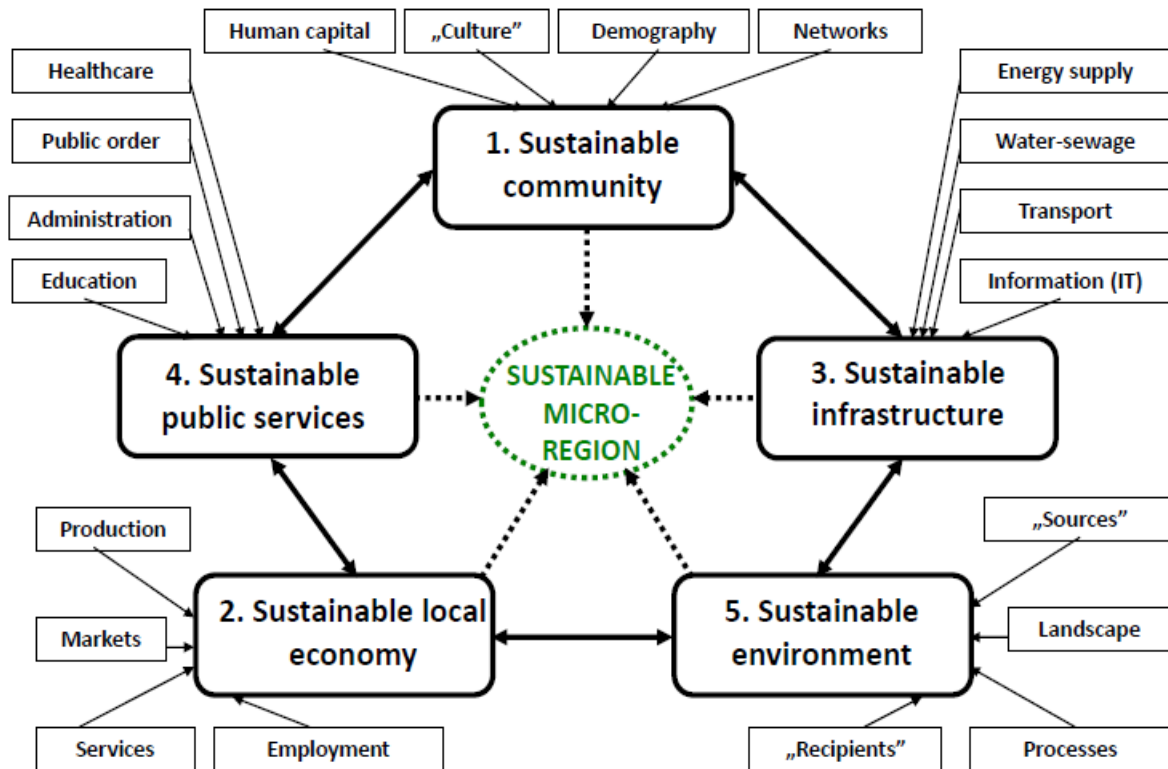 Human capital
„Culture”
Demography
Networks
Healthcare
Energy supply
Public order
Water-sewage
Administration
Transport
Education
Information (IT)
1. Sustainable
community
4. Sustainable
public services
SUSTAINABLE
MICRO-
REGION
3. Sustainable
infrastructure
Production
„Sources”
Markets
Landscape
2. Sustainable local
economy
5. Sustainable
environment
Services
Employment
„Recipients”
Processes